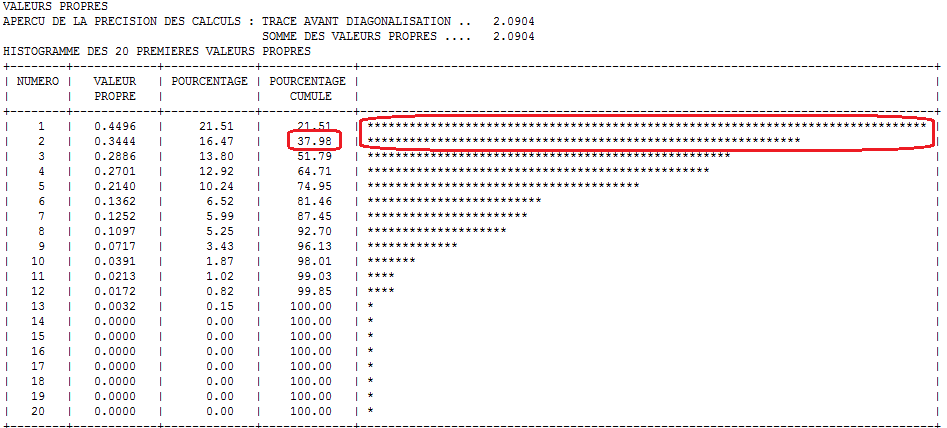 VALEURS PROPRES
APERCU DE LA PRECISION DES CALCULS : TRACE AVANT DIAGONALISATION .. 2.0904
SOMME DES VALEURS PROPRES .... 2.0904
HISTOGRAMME DES 20 PREMIERES VALEURS PROPRES
| NUMERO | VALEUR | POURCENTAGE | POURCENTAGE | |
| | PROPRE | | CUMULE | |
| 1 | 0.4496 | 21.51 | 21.51 | ******************************************************************************** |
| 2 | 0.3444 | 16.47 | 37.98 | ************************************************************** |
| 3 | 0.2886 | 13.80 | 51.79 | **************************************************** |
| 4 | 0.2701 | 12.92 | 64.71 | ************************************************* |
| 5 | 0.2140 | 10.24 | 74.95 | *************************************** |
| 6 | 0.1362 | 6.52 | 81.46 | ************************* |
| 7 | 0.1252 | 5.99 | 87.45 | *********************** |
| 8 | 0.1097 | 5.25 | 92.70 | ******************** |
| 9 | 0.0717 | 3.43 | 96.13 | ************* |
| 10 | 0.0391 | 1.87 | 98.01 | ******* |
| 11 | 0.0213 | 1.02 | 99.03 | **** |
| 12 | 0.0172 | 0.82 | 99.85 | **** |
| 13 | 0.0032 | 0.15 | 100.00 | * |
| 14 | 0.0000 | 0.00 | 100.00 | * |
| 15 | 0.0000 | 0.00 | 100.00 | * |
| 16 | 0.0000 | 0.00 | 100.00 | * |
| 17 | 0.0000 | 0.00 | 100.00 | * |
| 18 | 0.0000 | 0.00 | 100.00 | * |
| 19 | 0.0000 | 0.00 | 100.00 | * |
| 20 | 0.0000 | 0.00 | 100.00 | * |